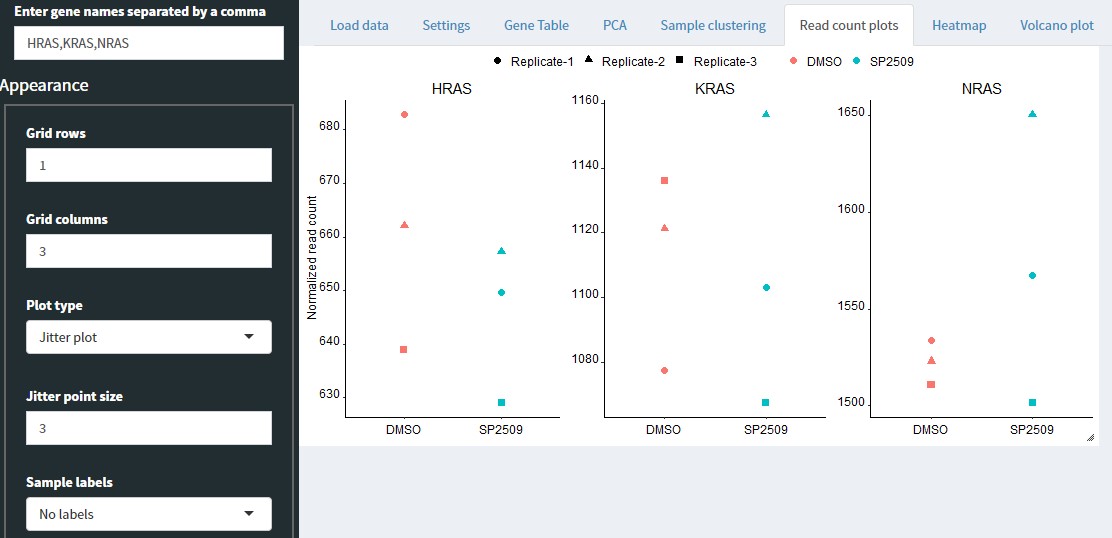 Enter gene names separated by a comma
HRAS,KRAS,NRAS
Appearance
Grid rows
1
Grid columns
3
Plot type
Jitter plot
Jitter point size
3
Sample labels
No labels
Load data Settings Gene Table PCA Sample clustering Read count plots Heatmap Volcano plot
Replicate-1 Replicate-2 Replicate-3 DMSO SP2509
HRAS
Normalized read count
680
670
660
650
640
630
DMSO SP2509
KRAS
1160
1140
1120
1100
1080
DMSO SP2509
NRAS
1650
1600
1550
1500
DMSO SP2509